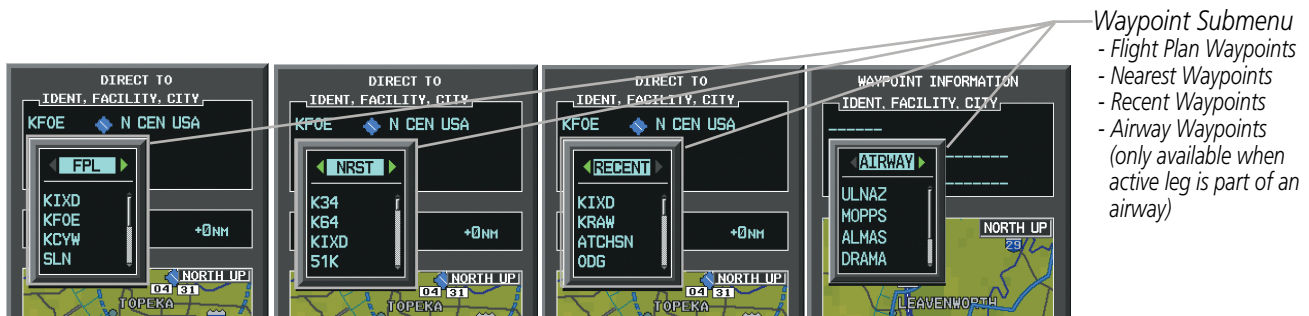 Waypoint Submenu
- Flight Plan Waypoints
- Nearest Waypoints
- Recent Waypoints
- Airway Waypoints
(only available when
active leg is part of an
airway)
DIRECT TO
IDENT, FACILITY, CITY
KFOE N CEN USA
FPL
KIXD
KFOE
KCYW
SLN
+0NM
NORTH UP
04 31
TOPEKA
DIRECT TO
IDENT, FACILITY, CITY
KFOE N CEN USA
NRST
K34
K64
KIXD
51K
+0NM
NORTH UP
04 31
TOPEKA
DIRECT TO
IDENT, FACILITY, CITY
KFOE N CEN USA
RECENT
KIXD
KRAW
ATCHSN
ODG
+0NM
NORTH UP
04 31
TOPEKA
WAYPOINT INFORMATION
IDENT, FACILITY, CITY
AIRWAY
ULNAZ
MOPPS
ALMAS
DRAMA
NORTH UP
29
LEAVENWORTH